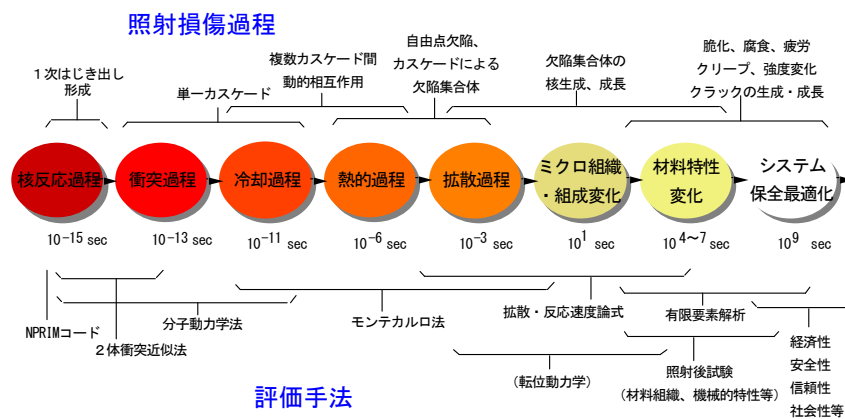 照射損傷過程
1次はじき出し
形成
単一カスケード
複数カスケード間
動的相互作用
自由点欠陥、
カスケードによる
欠陥集合体
欠陥集合体の
核生成、成長
脆化、腐食、疲労
クリープ、強度変化
クラックの生成・成長
核反応過程
衝突過程
冷却過程
熱的過程
拡散過程
ミクロ組織
・組成変化
材料特性
変化
システム
保全最適化
10⁻¹⁵ sec
10⁻¹³ sec
10⁻¹¹ sec
10⁻⁶ sec
10⁻³ sec
10¹ sec
10⁴~⁷ sec
10⁹ sec
NPRIMコード
2体衝突近似法
分子動力学法
モンテカルロ法
拡散・反応速度論式
(転位動力学)
有限要素解析
照射後試験
(材料組織、機械的特性等)
経済性
安全性
信頼性
社会性等
評価手法